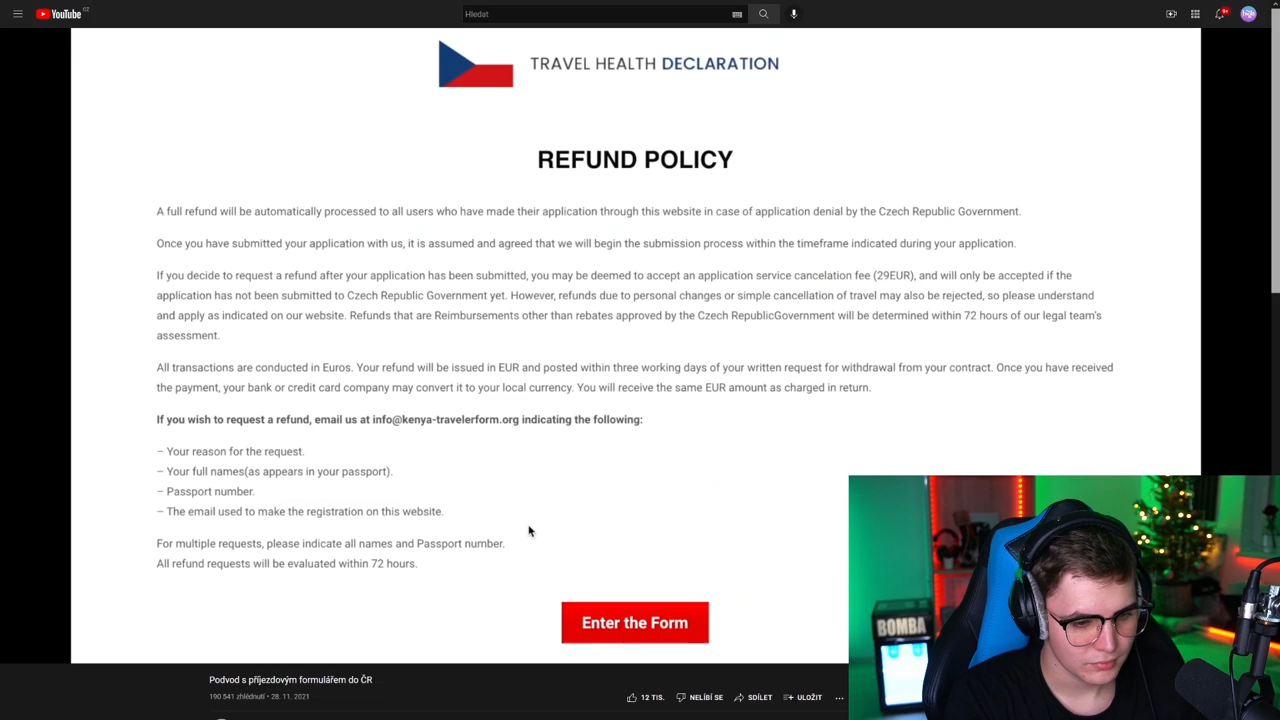 YouTube CZ
Hledat
9+
TRAVEL HEALTH DECLARATION
REFUND POLICY
A full refund will be automatically processed to all users who have made their application through this website in case of application denial by the Czech Republic Government.
Once you have submitted your application with us, it is assumed and agreed that we will begin the submission process within the timeframe indicated during your application.
If you decide to request a refund after your application has been submitted, you may be deemed to accept an application service cancelation fee (29EUR), and will only be accepted if the
application has not been submitted to Czech Republic Government yet. However, refunds due to personal changes or simple cancellation of travel may also be rejected, so please understand
and apply as indicated on our website. Refunds that are Reimbursements other than rebates approved by the Czech RepublicGovernment will be determined within 72 hours of our legal team's
assessment.
All transactions are conducted in Euros. Your refund will be issued in EUR and posted within three working days of your written request for withdrawal from your contract. Once you have received
the payment, your bank or credit card company may convert it to your local currency. You will receive the same EUR amount as charged in return.
If you wish to request a refund, email us at info@kenya-travelerform.org indicating the following:
– Your reason for the request.
– Your full names(as appears in your passport).
– Passport number.
– The email used to make the registration on this website.
For multiple requests, please indicate all names and Passport number.
All refund requests will be evaluated within 72 hours.
Enter the Form
BOMBA
Podvod s příjezdovým formulářem do ČR
190 541 zhlédnutí • 28. 11. 2021
12 TIS. NELÍBÍ SE SDÍLET ULOŽIT